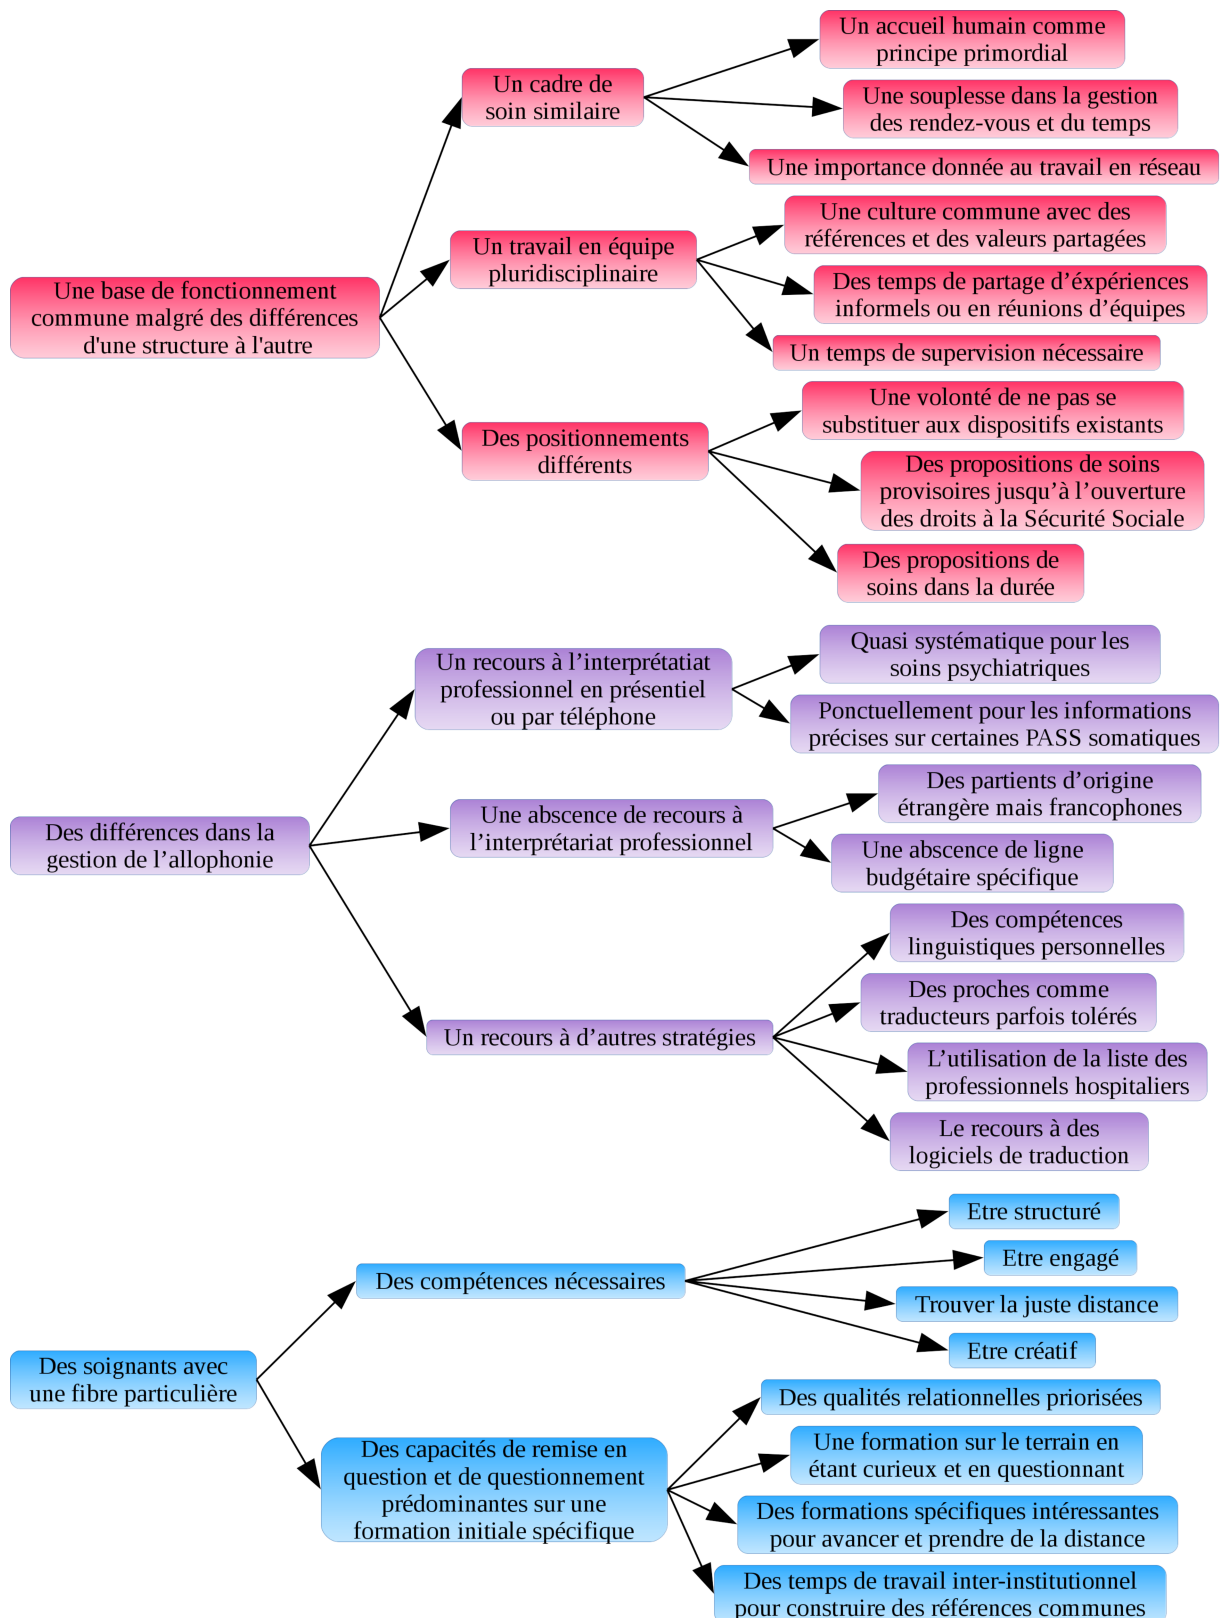 Une base de fonctionnement
commune malgré des différences
d'une structure à l'autre
Un cadre de
soin similaire
Un accueil humain comme
principe primordial
Une souplesse dans la gestion
des rendez-vous et du temps
Une importance donnée au travail en réseau
Un travail en équipe
pluridisciplinaire
Une culture commune avec des
références et des valeurs partagées
Des temps de partage d’éxpériences
informels ou en réunions d’équipes
Un temps de supervision nécessaire
Des positionnements
différents
Une volonté de ne pas se
substituer aux dispositifs existants
Des propositions de soins
provisoires jusqu’à l’ouverture
des droits à la Sécurité Sociale
Des propositions de
soins dans la durée
Des différences dans la
gestion de l’allophonie
Un recours à l’interprétatiat
professionnel en présentiel
ou par téléphone
Quasi systématique pour les
soins psychiatriques
Ponctuellement pour les informations
précises sur certaines PASS somatiques
Une abscence de recours à
l’interprétariat professionnel
Des partients d’origine
étrangère mais francophones
Une abscence de ligne
budgétaire spécifique
Un recours à d’autres stratégies
Des compétences
linguistiques personnelles
Des proches comme
traducteurs parfois tolérés
L’utilisation de la liste des
professionnels hospitaliers
Le recours à des
logiciels de traduction
Des soignants avec
une fibre particulière
Des compétences nécessaires
Etre structuré
Etre engagé
Trouver la juste distance
Etre créatif
Des capacités de remise en
question et de questionnement
prédominantes sur une
formation initiale spécifique
Des qualités relationnelles priorisées
Une formation sur le terrain en
étant curieux et en questionnant
Des formations spécifiques intéressantes
pour avancer et prendre de la distance
Des temps de travail inter-institutionnel
pour construire des références communes